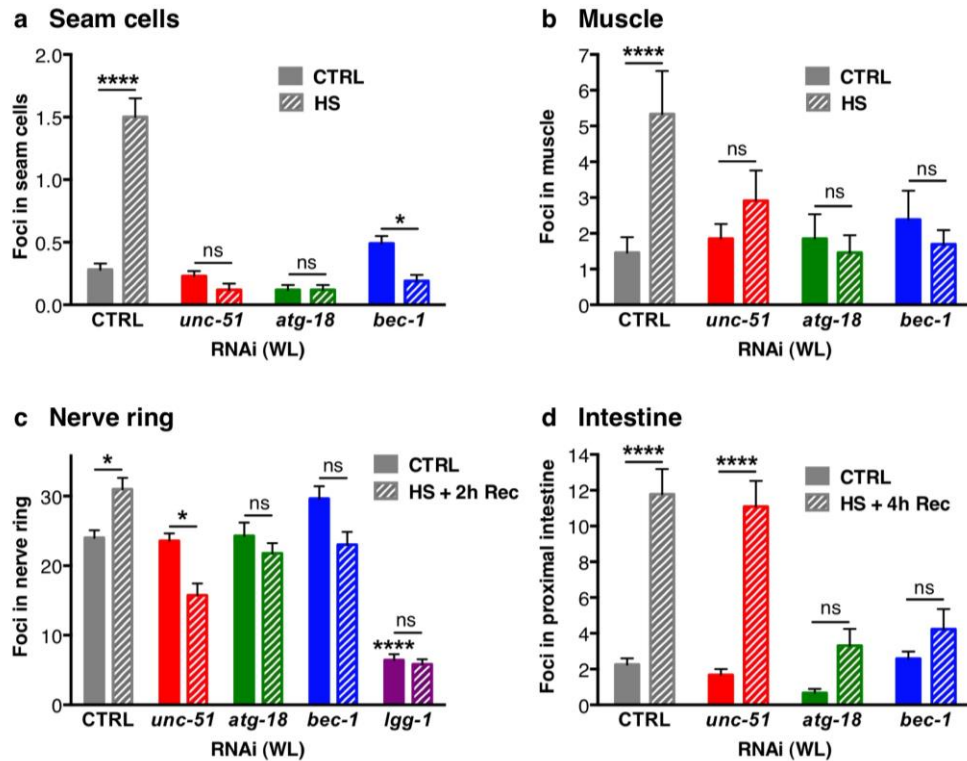 a Seam cells
Foci in seam cells
2.0
1.5
1.0
0.5
0.0
****
ns
ns
*
CTRL
HS
CTRL unc-51 atg-18 bec-1
RNAi (WL)
b Muscle
Foci in muscle
7
6
5
4
3
2
1
0
****
ns
ns
ns
CTRL
HS
CTRL unc-51 atg-18 bec-1
RNAi (WL)
c Nerve ring
Foci in nerve ring
30
20
10
0
*
*
ns
ns
****
ns
CTRL
HS + 2h Rec
CTRL unc-51 atg-18 bec-1 lgg-1
RNAi (WL)
d Intestine
Foci in proximal intestine
14
12
10
8
6
4
2
0
****
****
ns
ns
CTRL
HS + 4h Rec
CTRL unc-51 atg-18 bec-1
RNAi (WL)